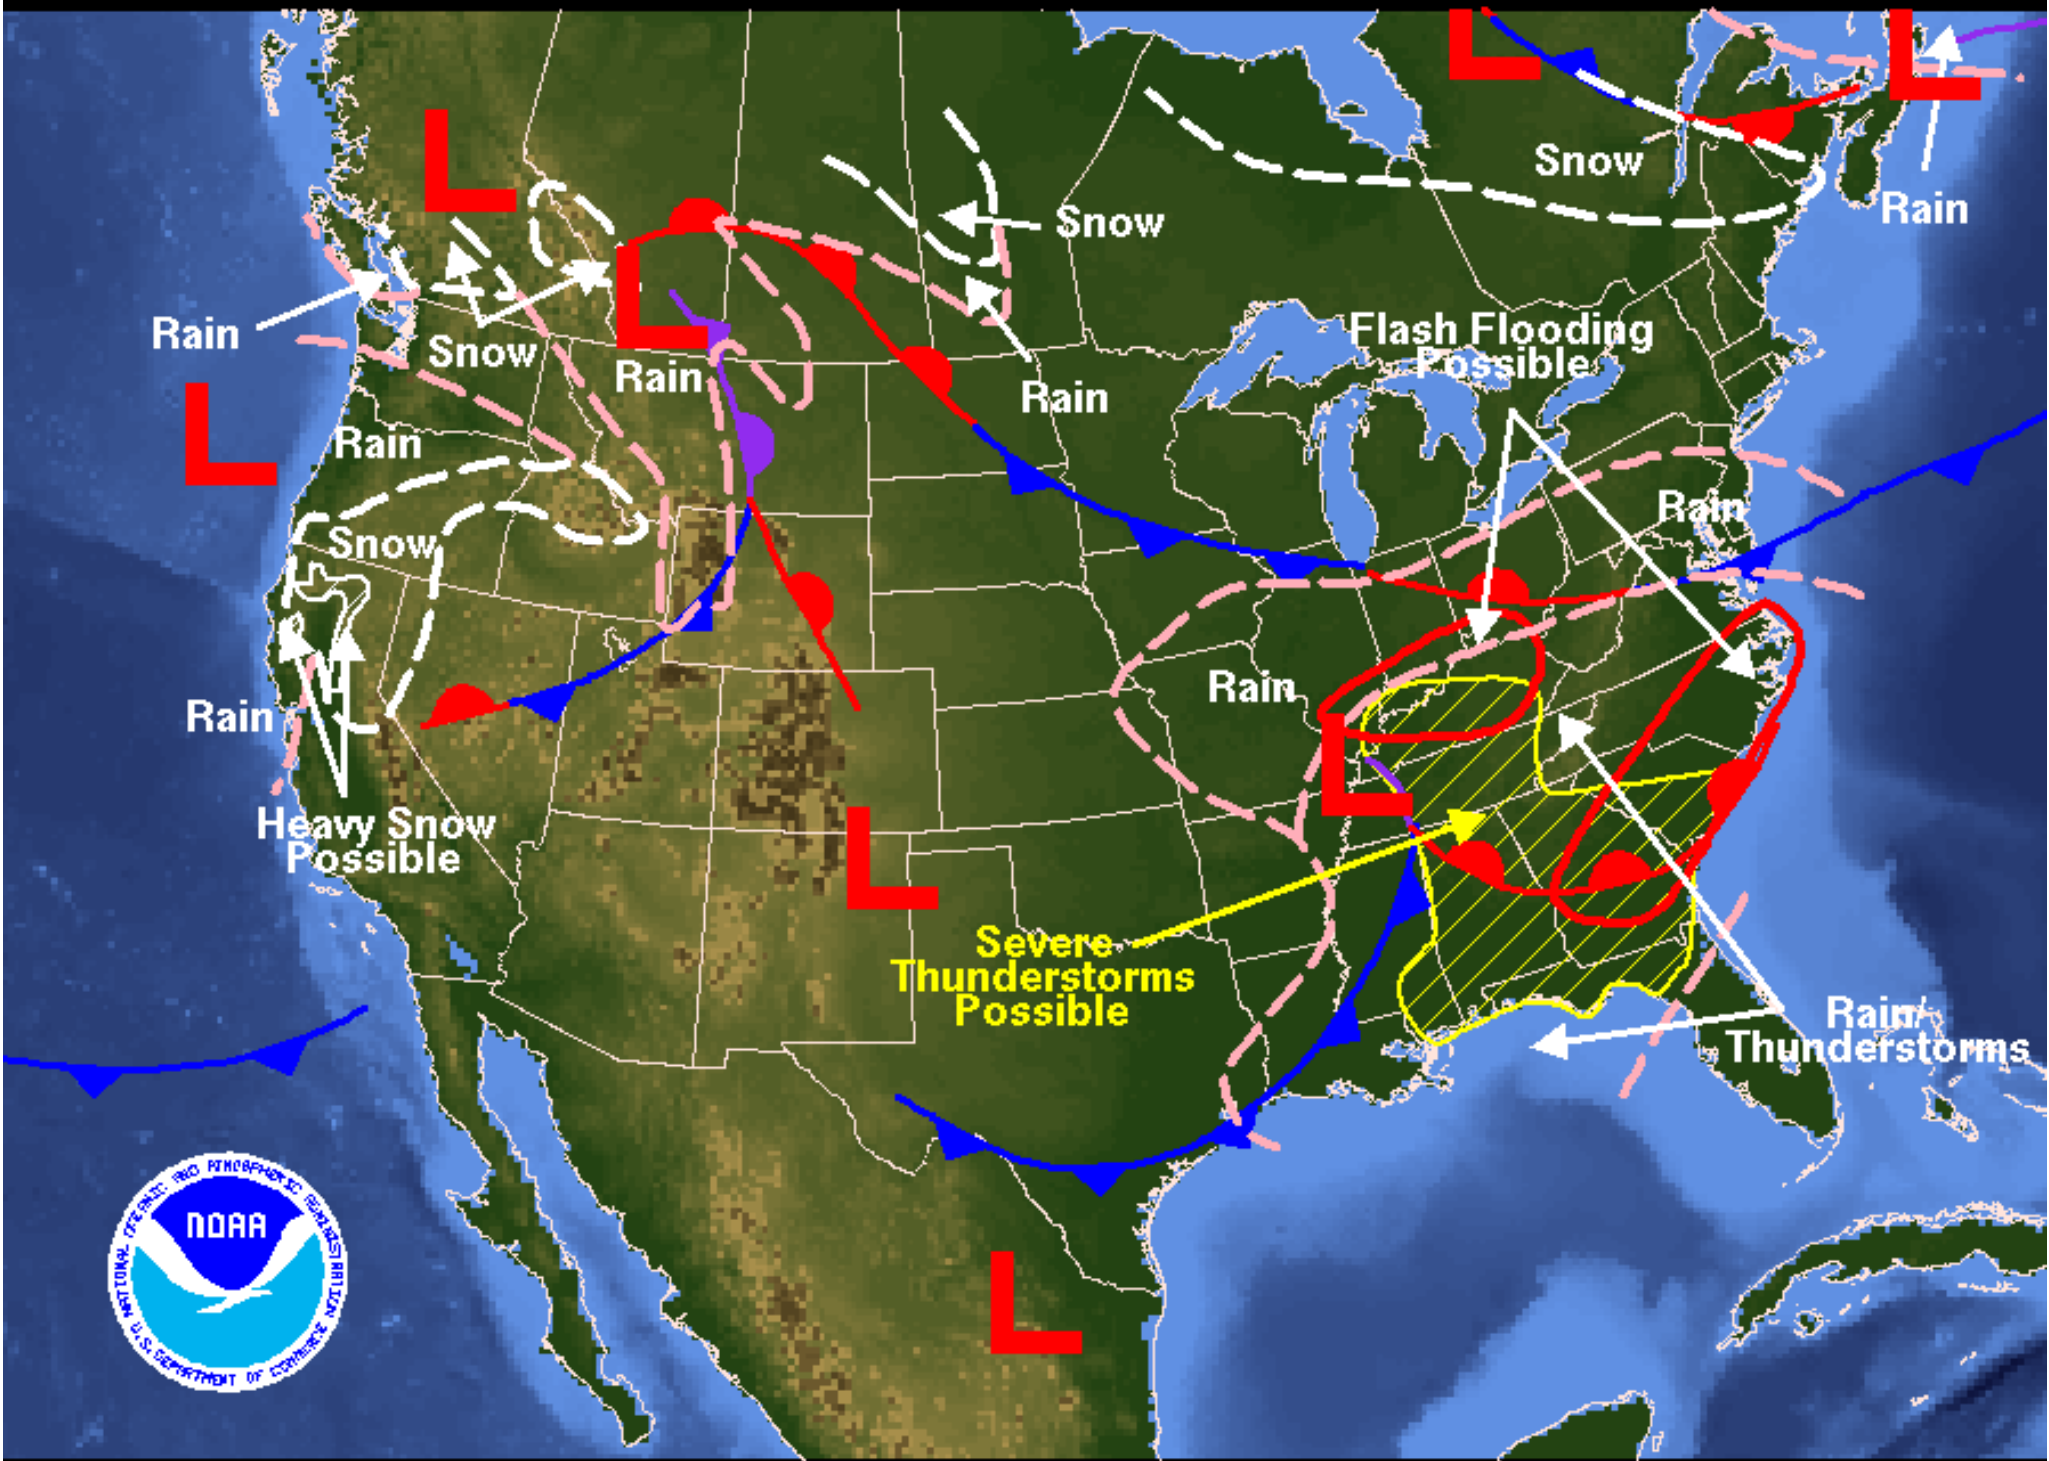 L
L
L
Snow
Snow
Rain
L
Rain
Snow
L
Rain
Rain
Flash Flooding
Possible
L
Rain
Rain
Snow
Rain
Rain
L
Heavy Snow
Possible
L
Severe
Thunderstorms
Possible
Rain/
Thunderstorms
L
NOAA
NATIONAL OCEANIC AND ATMOSPHERIC ADMINISTRATION
U.S. DEPARTMENT OF COMMERCE